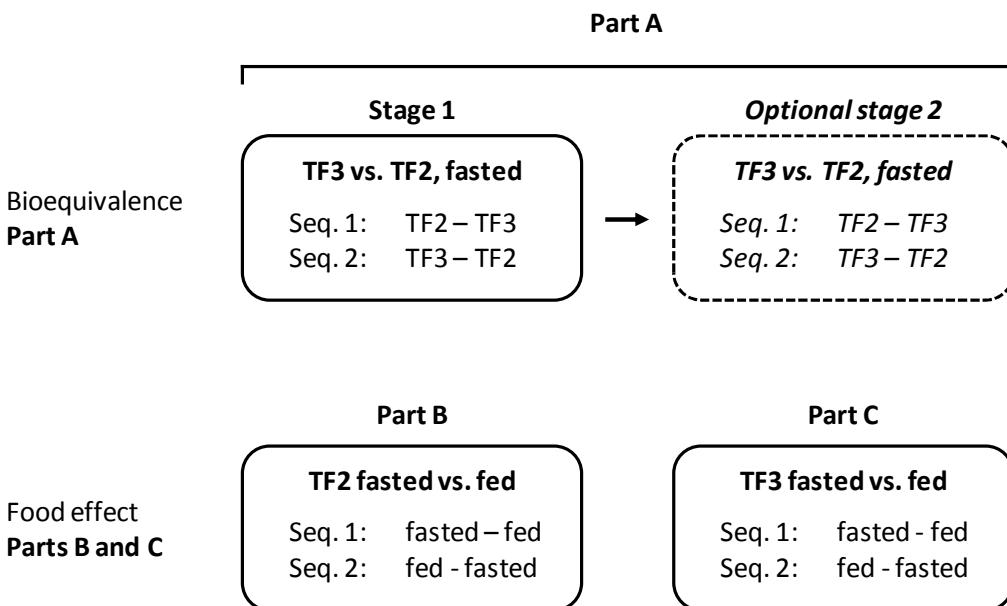 Part A
Stage 1
Optional stage 2
Bioequivalence
Part A
TF3 vs. TF2, fasted
Seq. 1: TF2 – TF3
Seq. 2: TF3 – TF2
TF3 vs. TF2, fasted
Seq. 1: TF2 – TF3
Seq. 2: TF3 – TF2
Part B
Part C
Food effect
Parts B and C
TF2 fasted vs. fed
Seq. 1: fasted – fed
Seq. 2: fed - fasted
TF3 fasted vs. fed
Seq. 1: fasted - fed
Seq. 2: fed - fasted